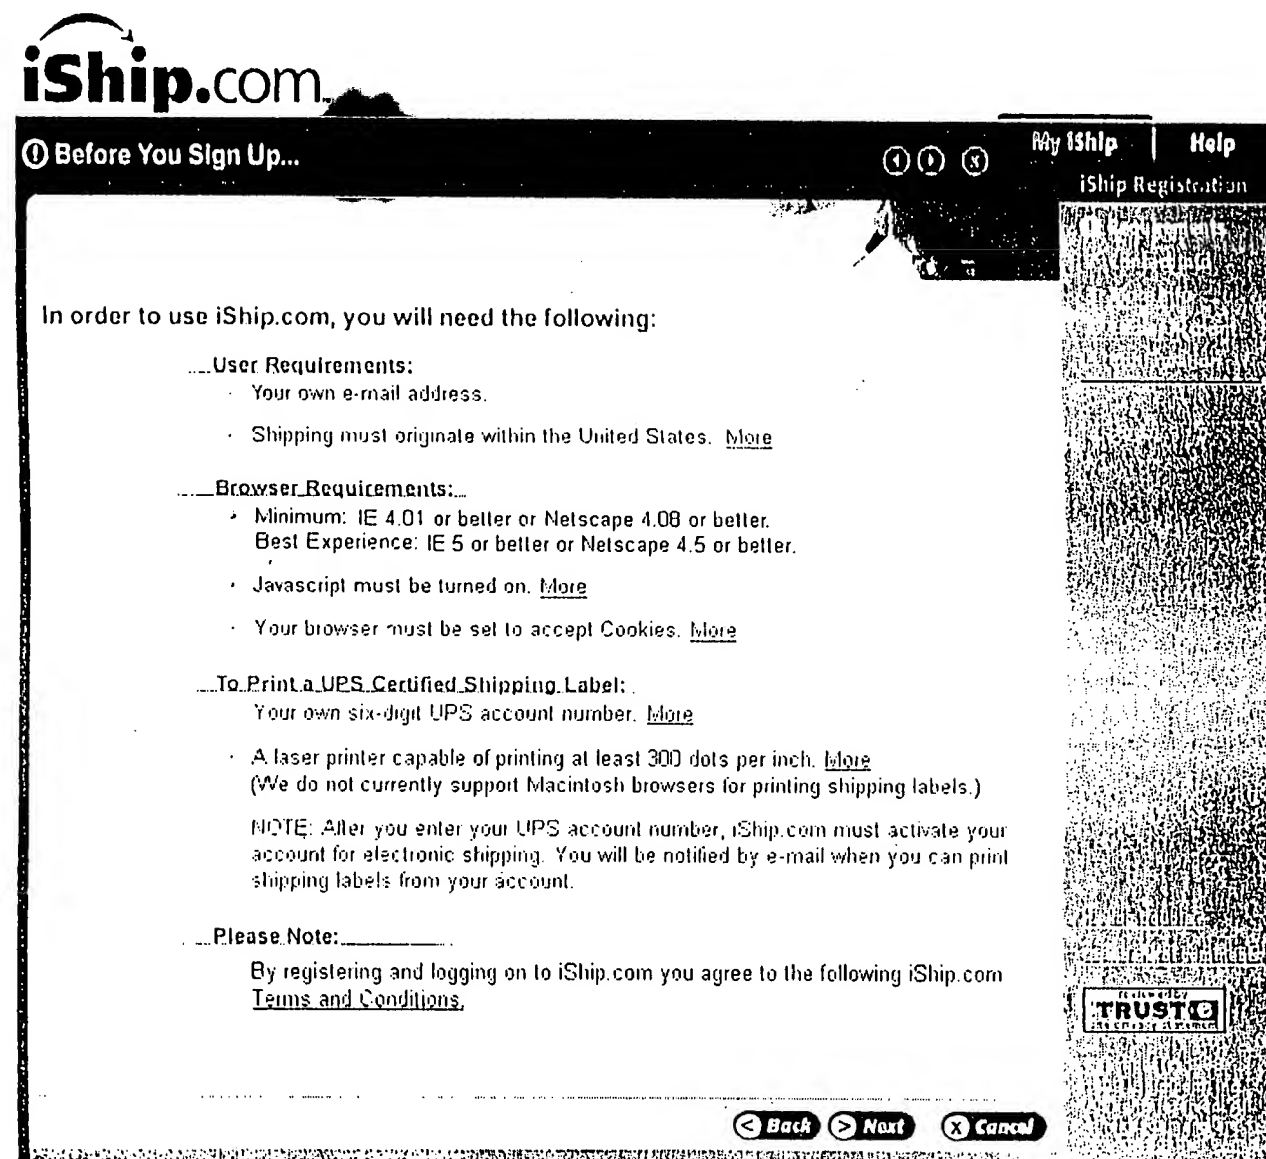 iShip.com
Before You Sign Up...
My iShip | Help
iShip Registration
In order to use iShip.com, you will need the following:
User Requirements:
· Your own e-mail address.
· Shipping must originate within the United States. More
Browser Requirements:
· Minimum: IE 4.01 or better or Netscape 4.08 or better.
Best Experience: IE 5 or better or Netscape 4.5 or better.
· Javascript must be turned on. More
· Your browser must be set to accept Cookies. More
To Print a UPS Certified Shipping Label:
Your own six-digit UPS account number. More
· A laser printer capable of printing at least 300 dots per inch. More
(We do not currently support Macintosh browsers for printing shipping labels.)
NOTE: After you enter your UPS account number, iShip.com must activate your
account for electronic shipping. You will be notified by e-mail when you can print
shipping labels from your account.
Please Note:
By registering and logging on to iShip.com you agree to the following iShip.com
Terms and Conditions.
reviewed by
TRUSTe
site privacy statement
< Back > Next X Cancel